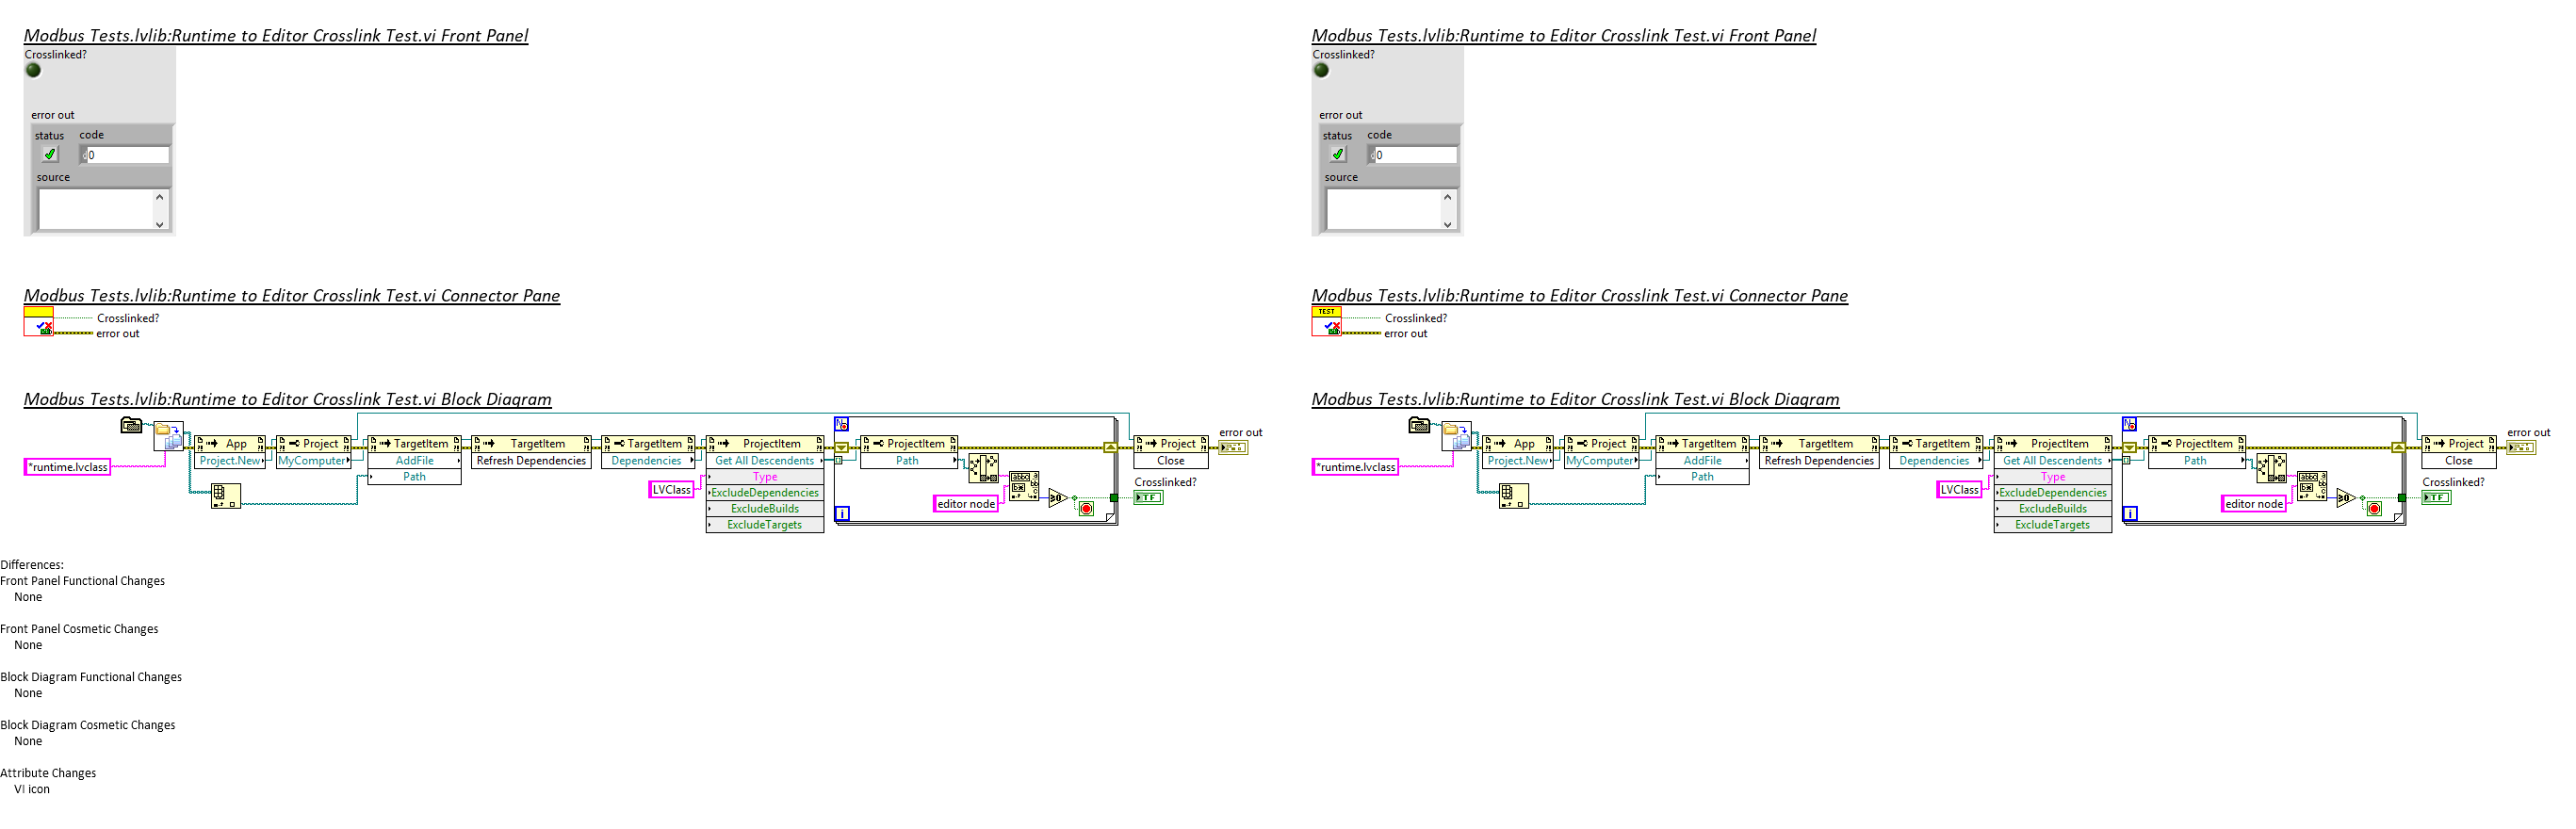 Modbus Tests.lvlib:Runtime to Editor Crosslink Test.vi Front Panel
Crosslinked?
error out
status code
0
source
Modbus Tests.lvlib:Runtime to Editor Crosslink Test.vi Connector Pane
Crosslinked?
error out
Modbus Tests.lvlib:Runtime to Editor Crosslink Test.vi Block Diagram
*runtime.lvclass
App
Project.New
Project
MyComputer
TargetItem
AddFile
Path
TargetItem
Refresh Dependencies
TargetItem
Dependencies
LVClass
ProjectItem
Get All Descendents
Type
ExcludeDependencies
ExcludeBuilds
ExcludeTargets
N
i
ProjectItem
Path
editor node
Project
Close
error out
Crosslinked?
TF
Differences:
Front Panel Functional Changes
None
Front Panel Cosmetic Changes
None
Block Diagram Functional Changes
None
Block Diagram Cosmetic Changes
None
Attribute Changes
VI icon
Modbus Tests.lvlib:Runtime to Editor Crosslink Test.vi Front Panel
Crosslinked?
error out
status code
0
source
Modbus Tests.lvlib:Runtime to Editor Crosslink Test.vi Connector Pane
TEST
Crosslinked?
error out
Modbus Tests.lvlib:Runtime to Editor Crosslink Test.vi Block Diagram
*runtime.lvclass
App
Project.New
Project
MyComputer
TargetItem
AddFile
Path
TargetItem
Refresh Dependencies
TargetItem
Dependencies
LVClass
ProjectItem
Get All Descendents
Type
ExcludeDependencies
ExcludeBuilds
ExcludeTargets
N
i
ProjectItem
Path
editor node
Project
Close
error out
Crosslinked?
TF